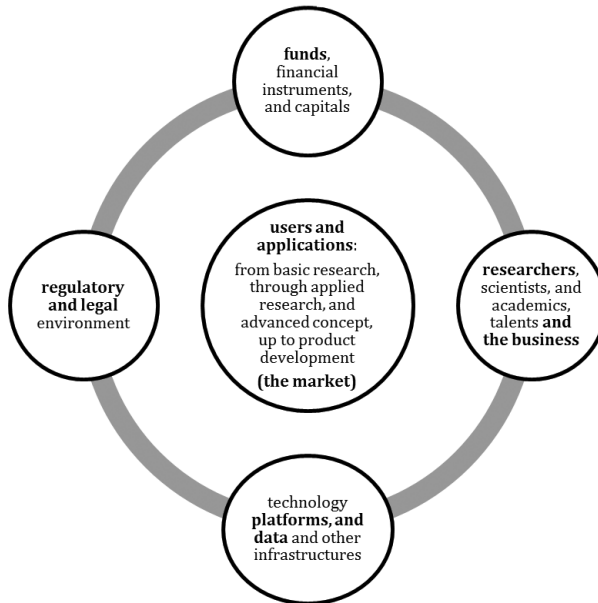 funds,
financial
instruments,
and capitals
users and
applications:
from basic research,
through applied
research, and
advanced concept,
up to product
development
(the market)
regulatory
and legal
environment
researchers,
scientists, and
academics,
talents and
the business
technology
platforms, and
data and other
infrastructures